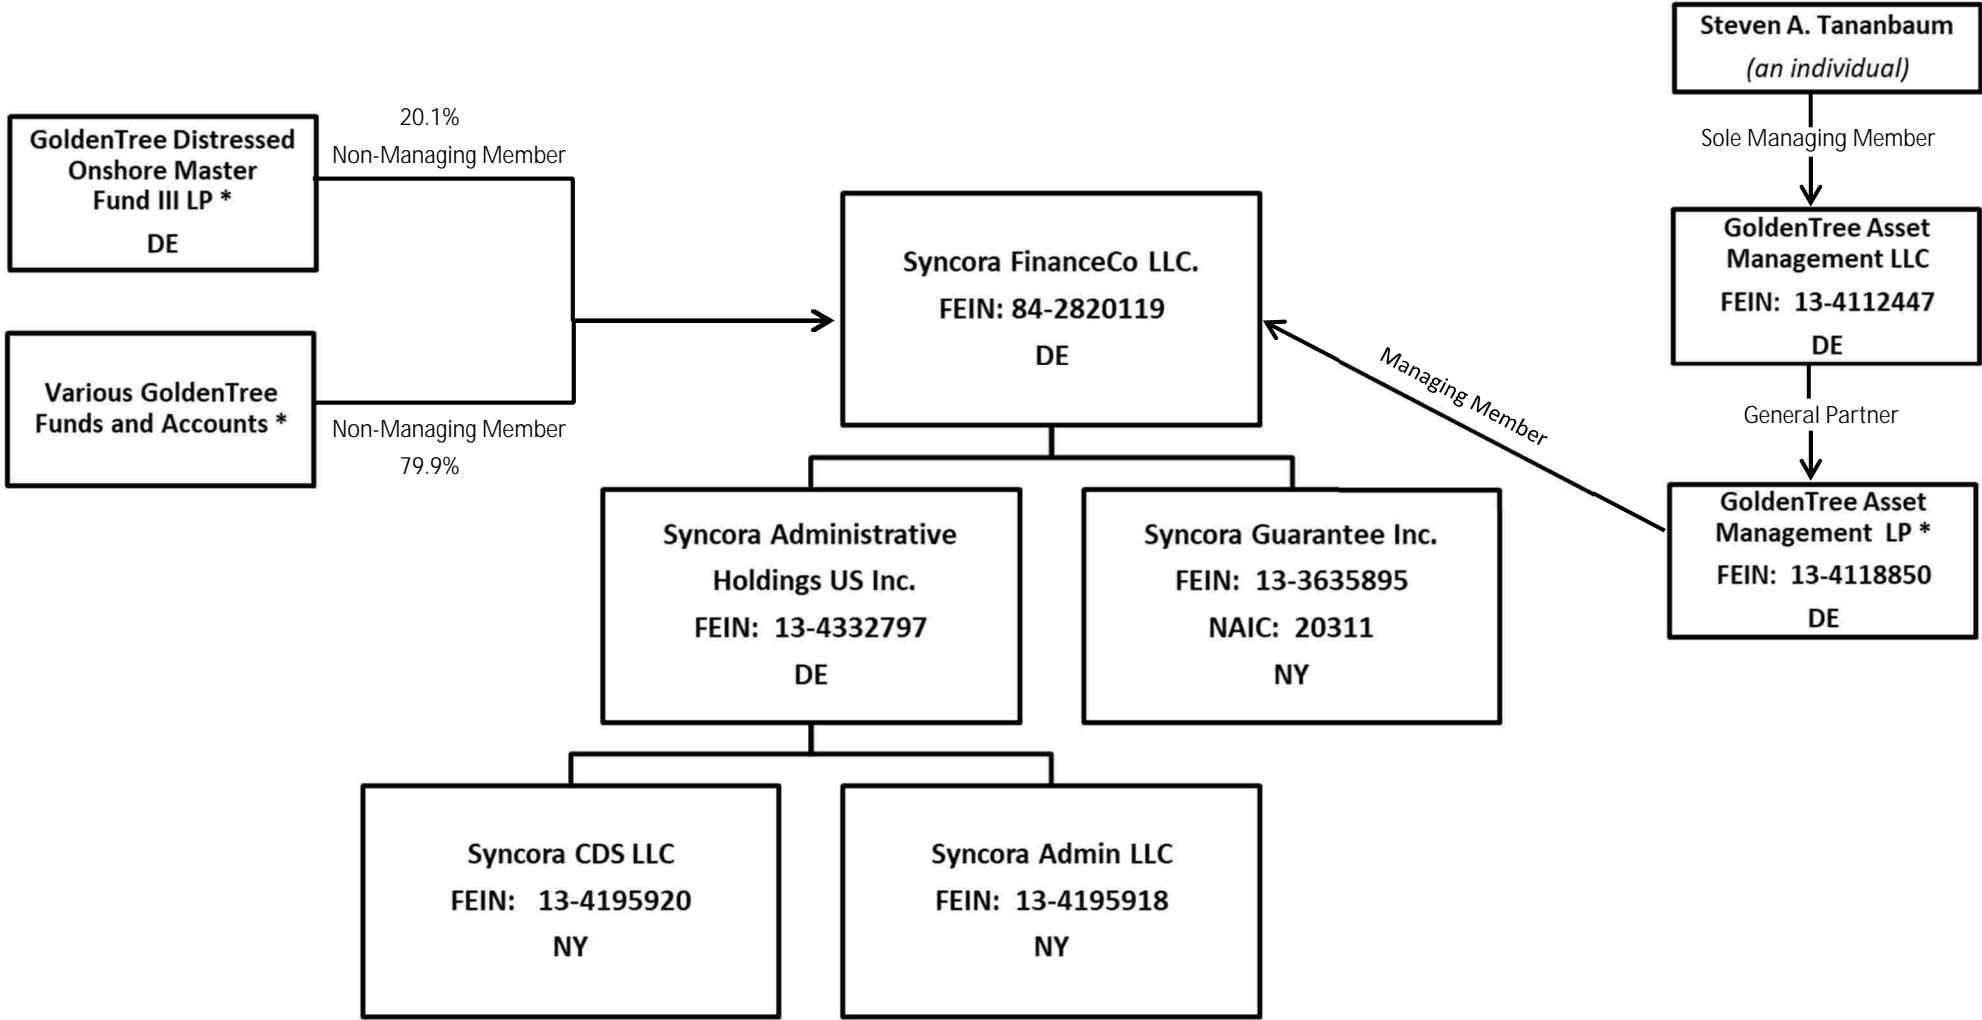 Steven A. Tananbaum
(an individual)
Sole Managing Member
GoldenTree Asset
Management LLC
FEIN: 13-4112447
DE
General Partner
GoldenTree Asset
Management LP *
FEIN: 13-4118850
DE
Managing Member
GoldenTree Distressed
Onshore Master
Fund III LP *
DE
20.1%
Non-Managing Member
Various GoldenTree
Funds and Accounts *
Non-Managing Member
79.9%
Syncora FinanceCo LLC.
FEIN: 84-2820119
DE
Syncora Administrative
Holdings US Inc.
FEIN: 13-4332797
DE
Syncora Guarantee Inc.
FEIN: 13-3635895
NAIC: 20311
NY
Syncora CDS LLC
FEIN: 13-4195920
NY
Syncora Admin LLC
FEIN: 13-4195918
NY